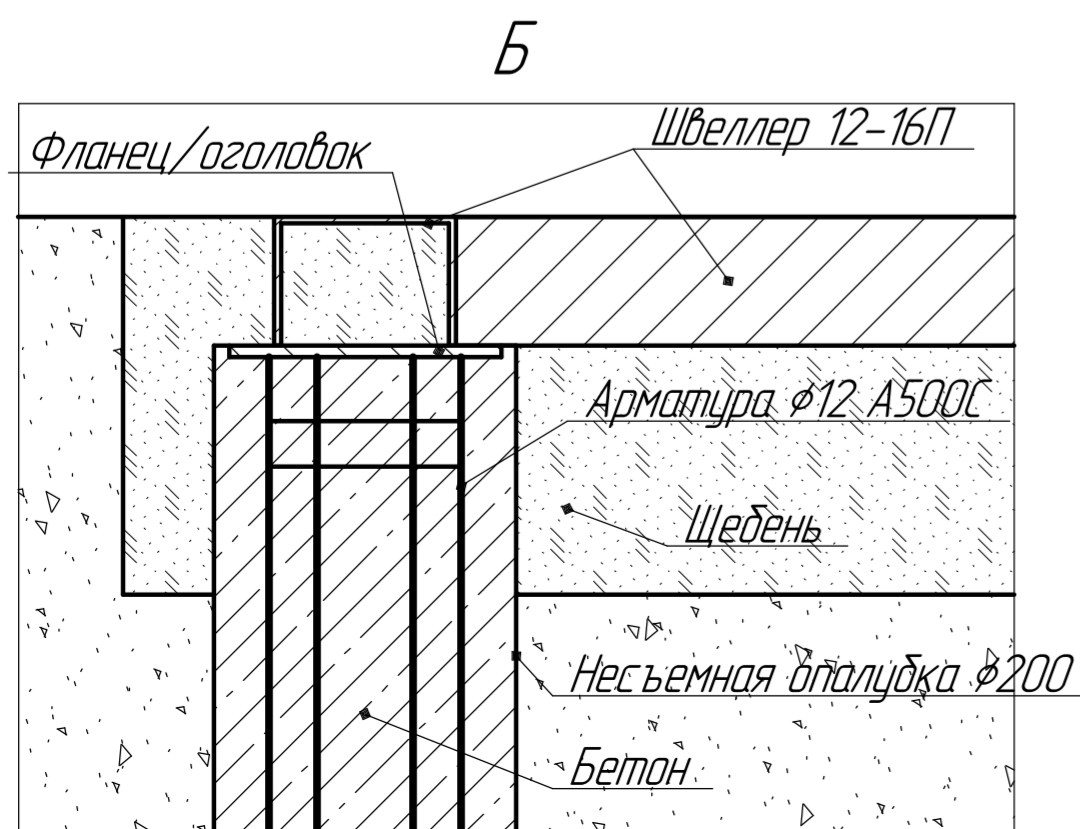 Б
Фланец/оголовок
Швеллер 12-16П
Арматура ⌀12 А500С
Щебень
Несъемная опалубка ⌀200
Бетон